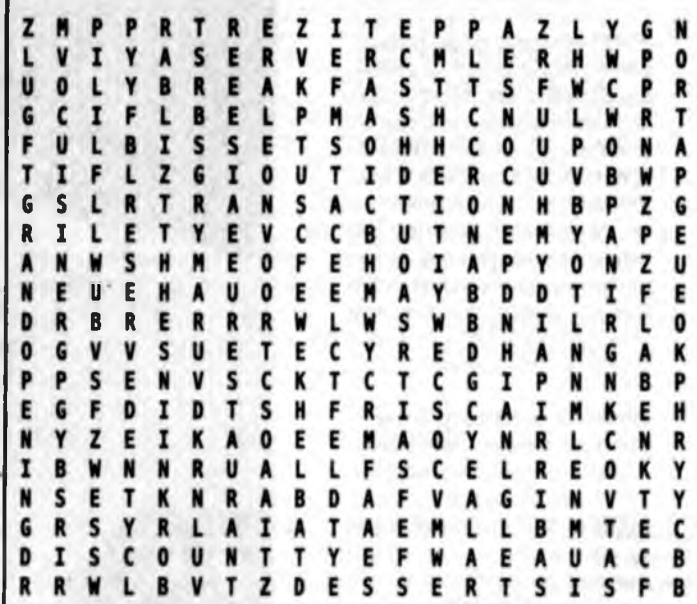 Z M P P R T R E Z I T E P P A Z L Y G N
L V I Y A S E R V E R C M L E R H W P O
U O L Y B R E A K F A S T T S F W C P R
G C I F L B E L P M A S H C N U L W R T
F U L B I S S E T S O H H C O U P O N A
T I F L Z G I O U T I D E R C U V B W P
G S L R T R A N S A C T I O N H B P Z G
R I L E T Y E V C C B U T N E M Y A P E
A N W S H M E O F E H O I A P Y O N Z U
N E U E H A U O E E M A Y B D D T I F E
D R B R E R R R W L W S W B N I L R L O
O G V V S U E T E C Y R E D H A N G A K
P P S E N V S C K T C T C G I P N N B P
E G F D I D T S H F R I S C A I M K E H
N Y Z E I K A O E E M A O Y N R L C N R
I B W N N R U A L L F S C E L R E O K Y
N S E T K N R A B D A F V A G I N V T Y
G R S Y R L A I A T A E M L L B M T E C
D I S C O U N T T Y E F W A E A U A C B
R R W L B V T Z D E S S E R T S I S F B